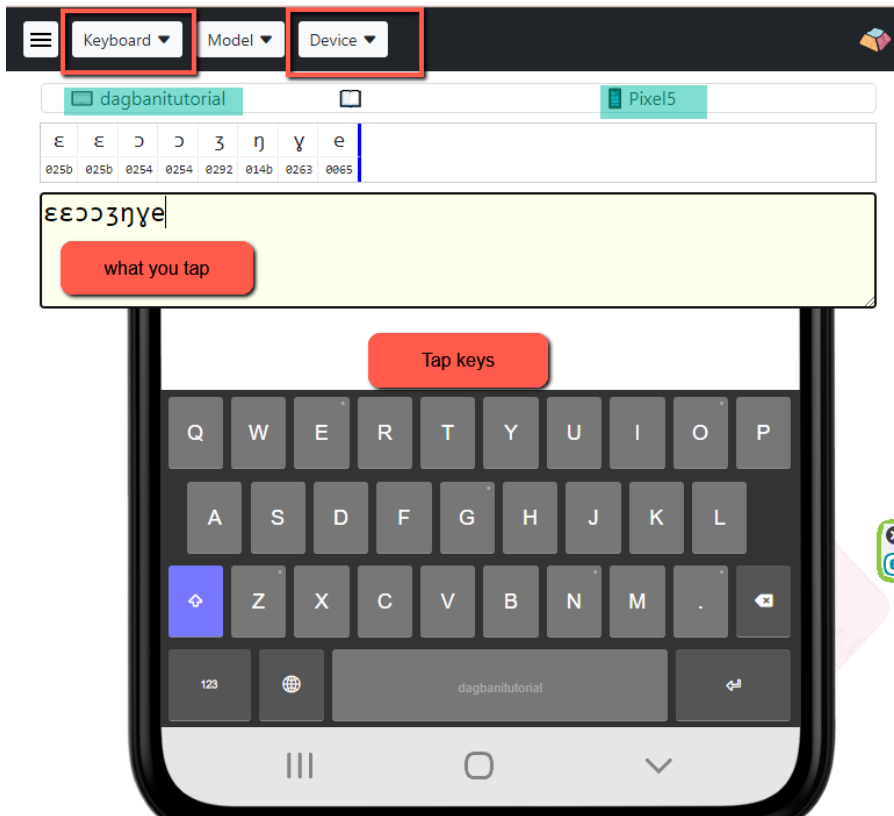 Keyboard ▼ Model ▼ Device ▼
dagbanitutorial Pixel5
ɛ ɛ ɔ ɔ ʒ ŋ ɣ e
025b 025b 0254 0254 0292 014b 0263 0065
ɛɛɔɔʒŋɣe
what you tap
Tap keys
Q W E R T Y U I O P
A S D F G H J K L
Z X C V B N M .
123 dagbanitutorial